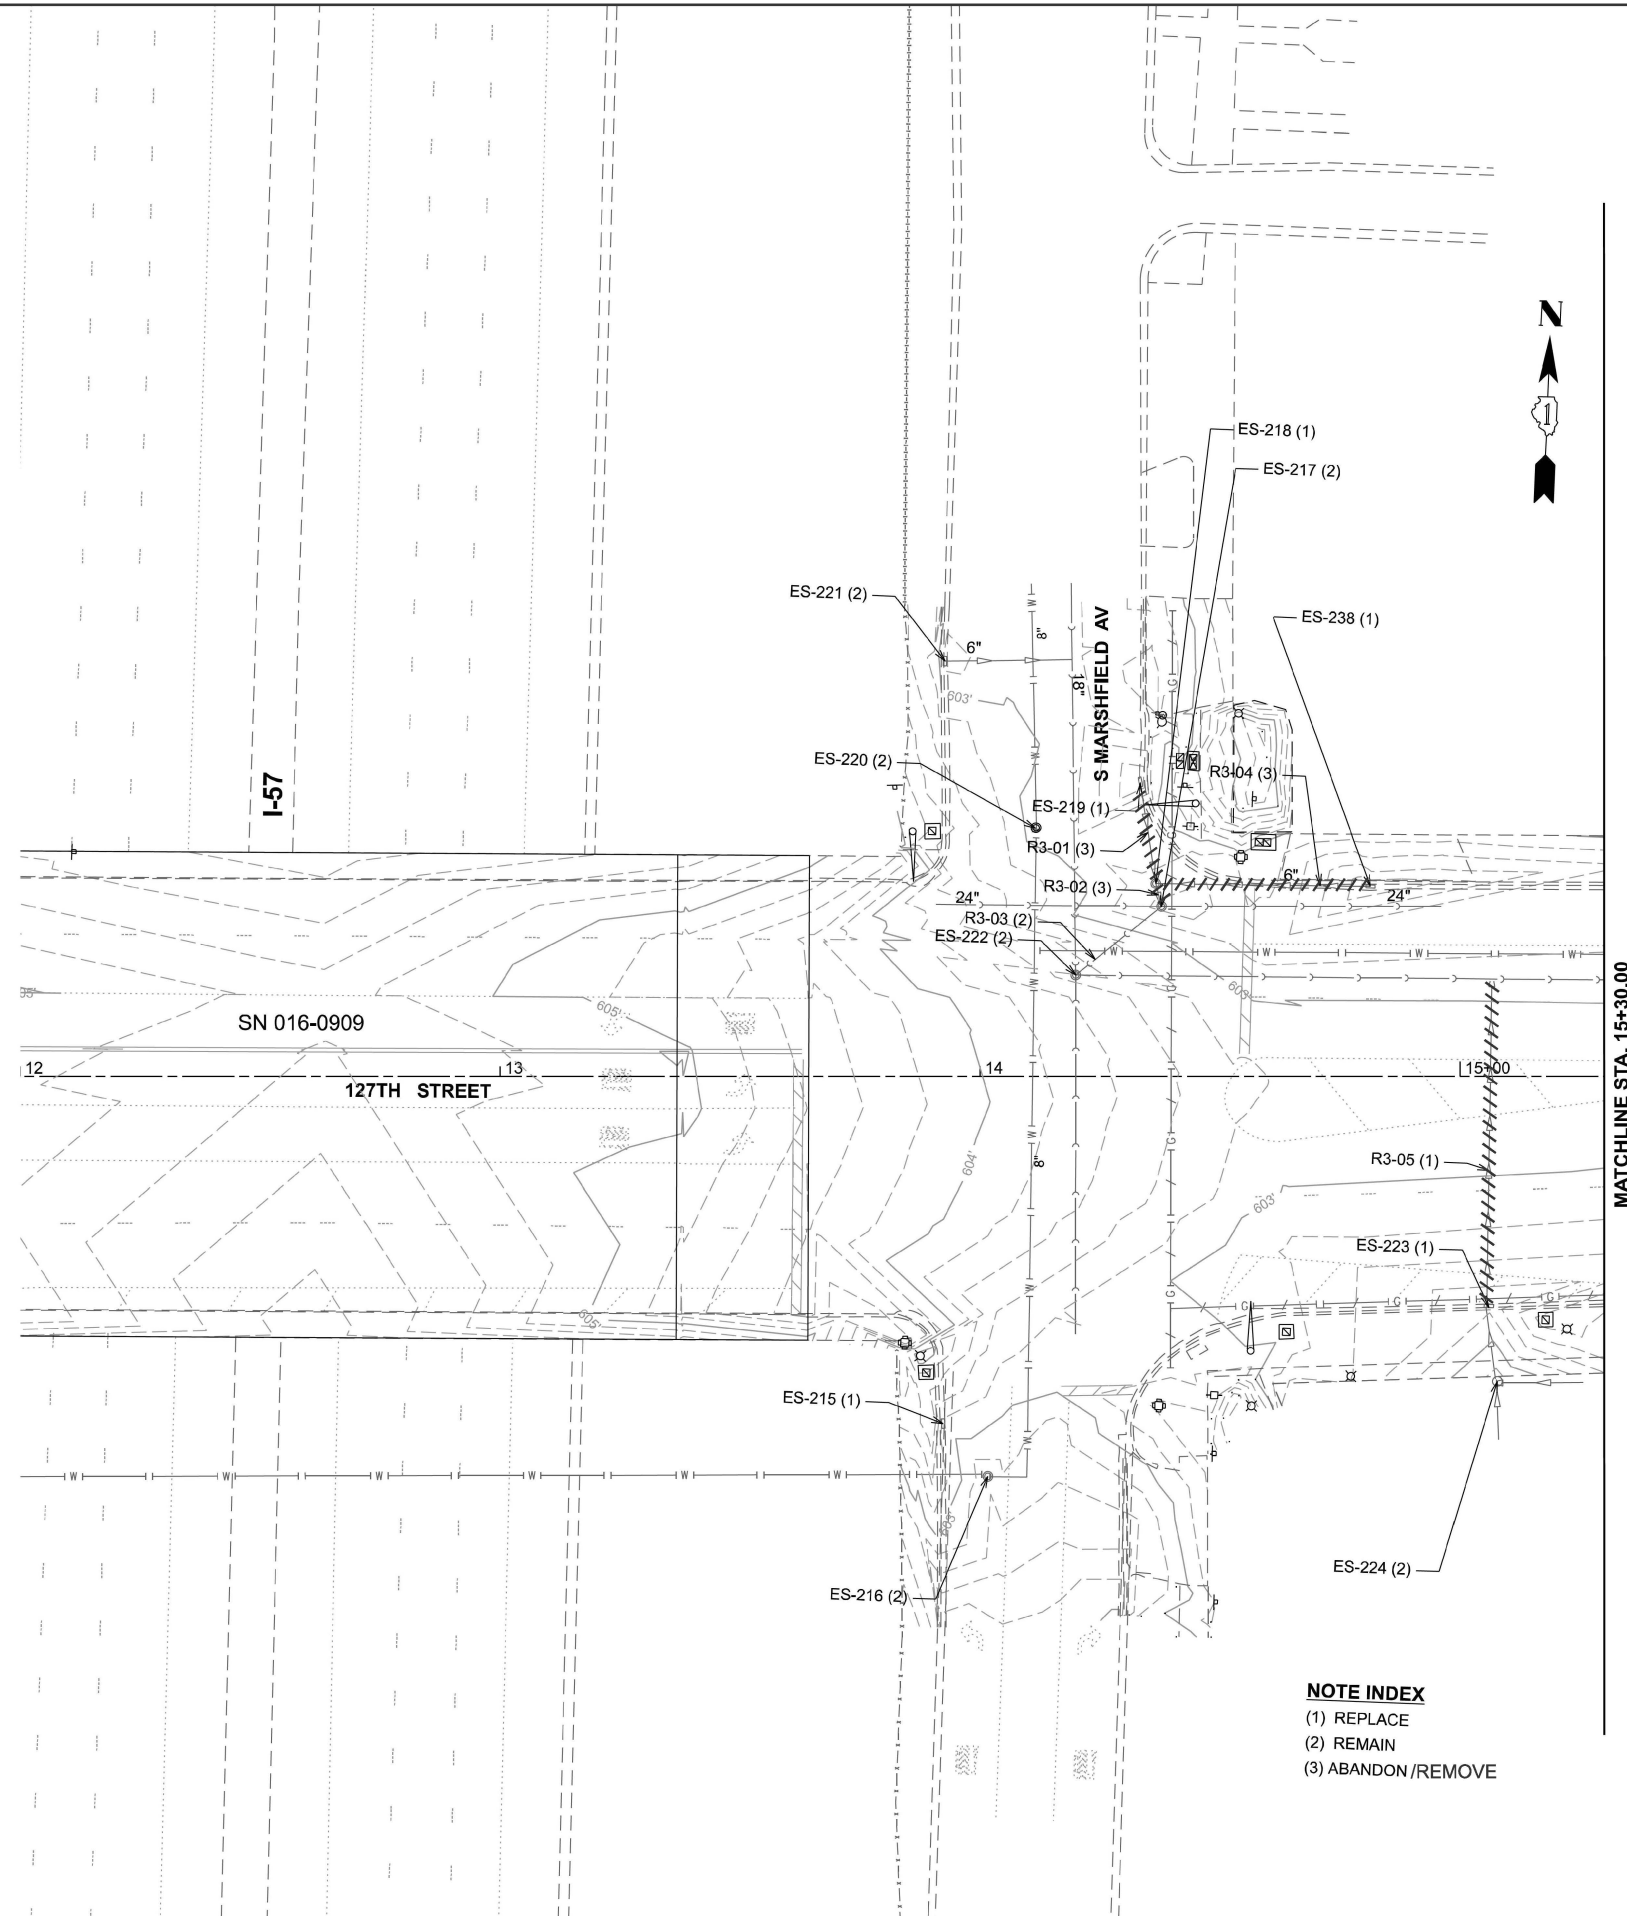 N
1
ES-218 (1)
ES-217 (2)
ES-221 (2)
ES-238 (1)
6"
8"
18"
S MARSHFIELD AV
603'
ES-220 (2)
R3-04 (3)
I-57
ES-219 (1)
R3-01 (3)
R3-02 (3)
6"
24"
24"
R3-03 (2)
ES-222 (2)
W
W
W
W
W
W
W
W
W
G
G
G
G
603'
605'
SN 016-0909
12
13
14
15+00
127TH STREET
MATCHLINE STA. 15+30.00
8"
604'
R3-05 (1)
603'
ES-223 (1)
G
G
G
G
605'
ES-215 (1)
W
W
W
W
W
W
W
W
603'
ES-216 (2)
ES-224 (2)
NOTE INDEX
(1) REPLACE
(2) REMAIN
(3) ABANDON/REMOVE